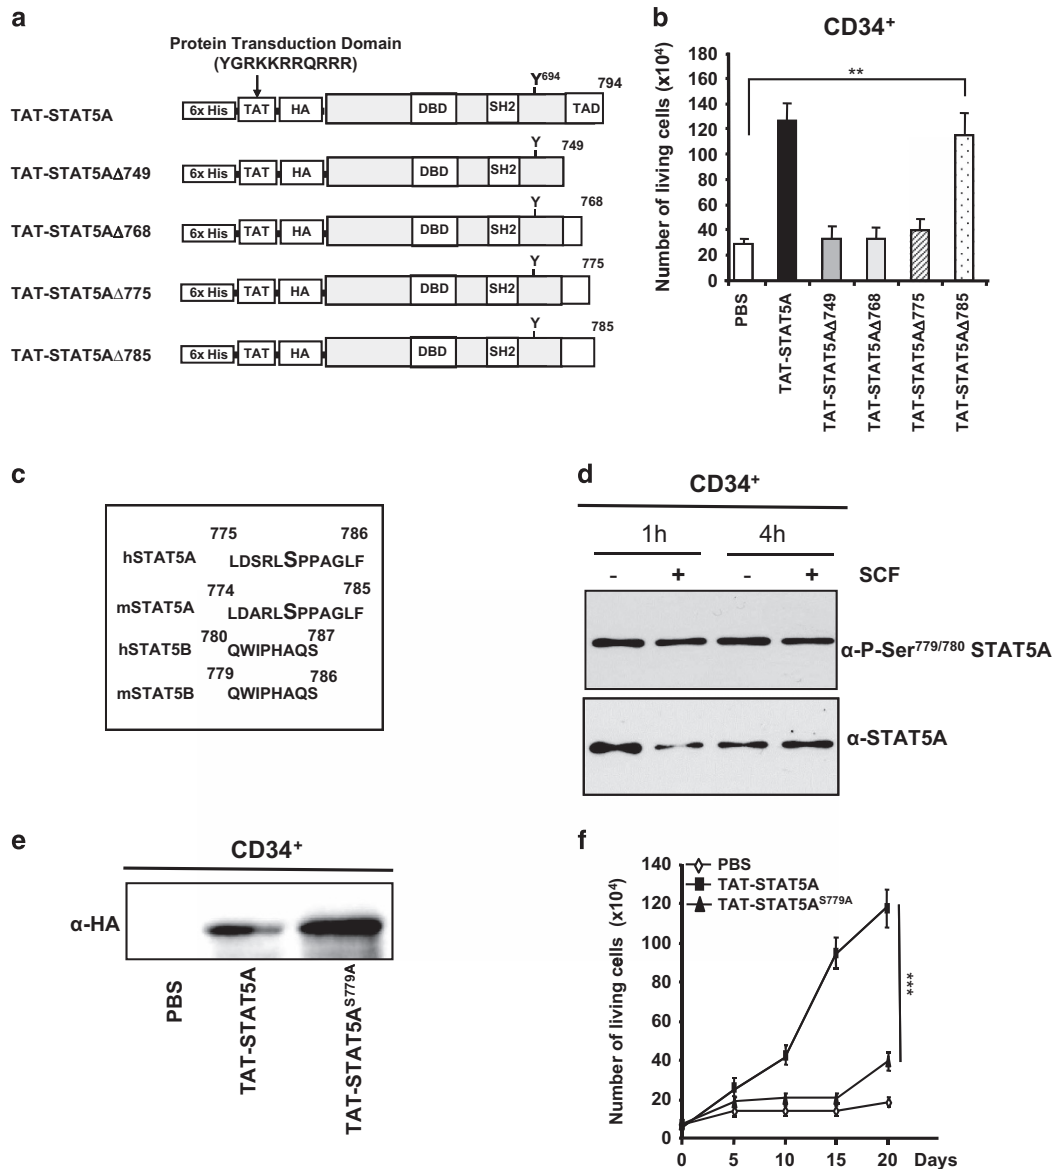 a
Protein Transduction Domain
(YGRKKRRQRRR)
TAT-STAT5A
6x His TAT HA DBD SH2 Y694 TAD 794
TAT-STAT5AΔ749
6x His TAT HA DBD SH2 Y 749
TAT-STAT5AΔ768
6x His TAT HA DBD SH2 Y 768
TAT-STAT5AΔ775
6x His TAT HA DBD SH2 Y 775
TAT-STAT5AΔ785
6x His TAT HA DBD SH2 Y 785
b
CD34+
Number of living cells (x10⁴)
180
160
140
120
100
80
60
40
20
0
**
PBS
TAT-STAT5A
TAT-STAT5AΔ749
TAT-STAT5AΔ768
TAT-STAT5AΔ775
TAT-STAT5AΔ785
c
775 786
hSTAT5A LDSRLSPPAGLF
774 785
mSTAT5A LDARLSPPAGLF
780 787
hSTAT5B QWIPHAQS
779 786
mSTAT5B QWIPHAQS
d
CD34+
1h 4h
- + - + SCF
α-P-Ser779/780 STAT5A
α-STAT5A
e
CD34+
α-HA
PBS
TAT-STAT5A
TAT-STAT5AS779A
f
Number of living cells (x10⁴)
140
120
100
80
60
40
20
0
PBS
TAT-STAT5A
TAT-STAT5AS779A
***
0 5 10 15 20 Days